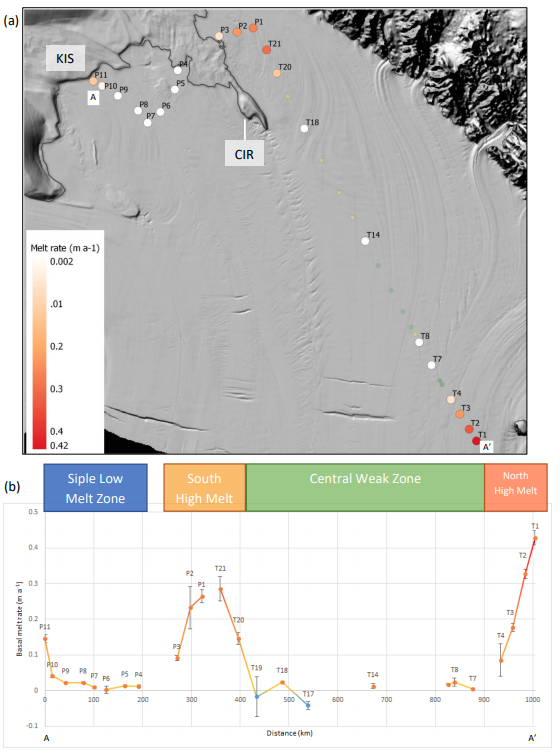 (a)
KIS
P3
P2
P1
T21
T20
P4
P5
P11
P10
A
P9
P8
P6
P7
T18
CIR
T14
Melt rate (m a-1)
0.002
.01
0.2
0.3
0.4
0.42
T8
T7
T4
T3
T2
T1
A’
(b)
Siple Low
Melt Zone
South
High Melt
Central Weak Zone
North
High Melt
0.5
0.4
0.3
0.2
0.1
0
-0.1
Basal melt rate (m a⁻¹)
P11
P10
P9
P8
P7
P6
P5
P4
P3
P2
P1
T21
T20
T19
T18
T17
T14
T8
T7
T4
T3
T2
T1
0 100 200 300 400 500 600 700 800 900 1000
Distance (km)
A A’